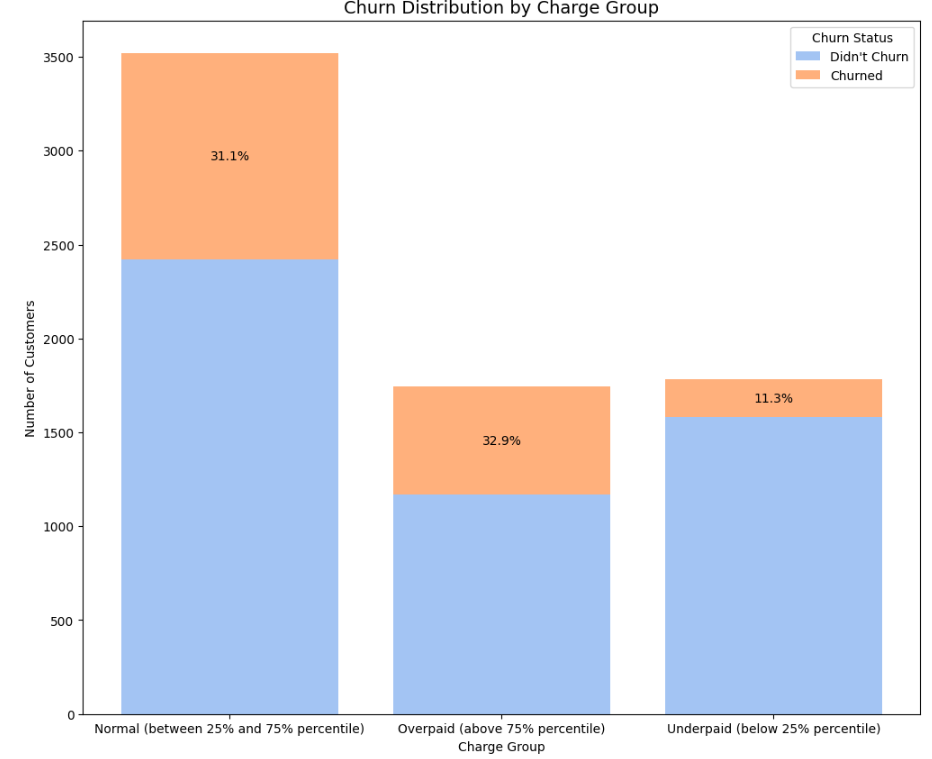 Churn Distribution by Charge Group
Churn Status
Didn't Churn
Churned
3500
3000
2500
2000
1500
1000
500
0
Number of Customers
31.1%
32.9%
11.3%
Normal (between 25% and 75% percentile)
Overpaid (above 75% percentile)
Underpaid (below 25% percentile)
Charge Group